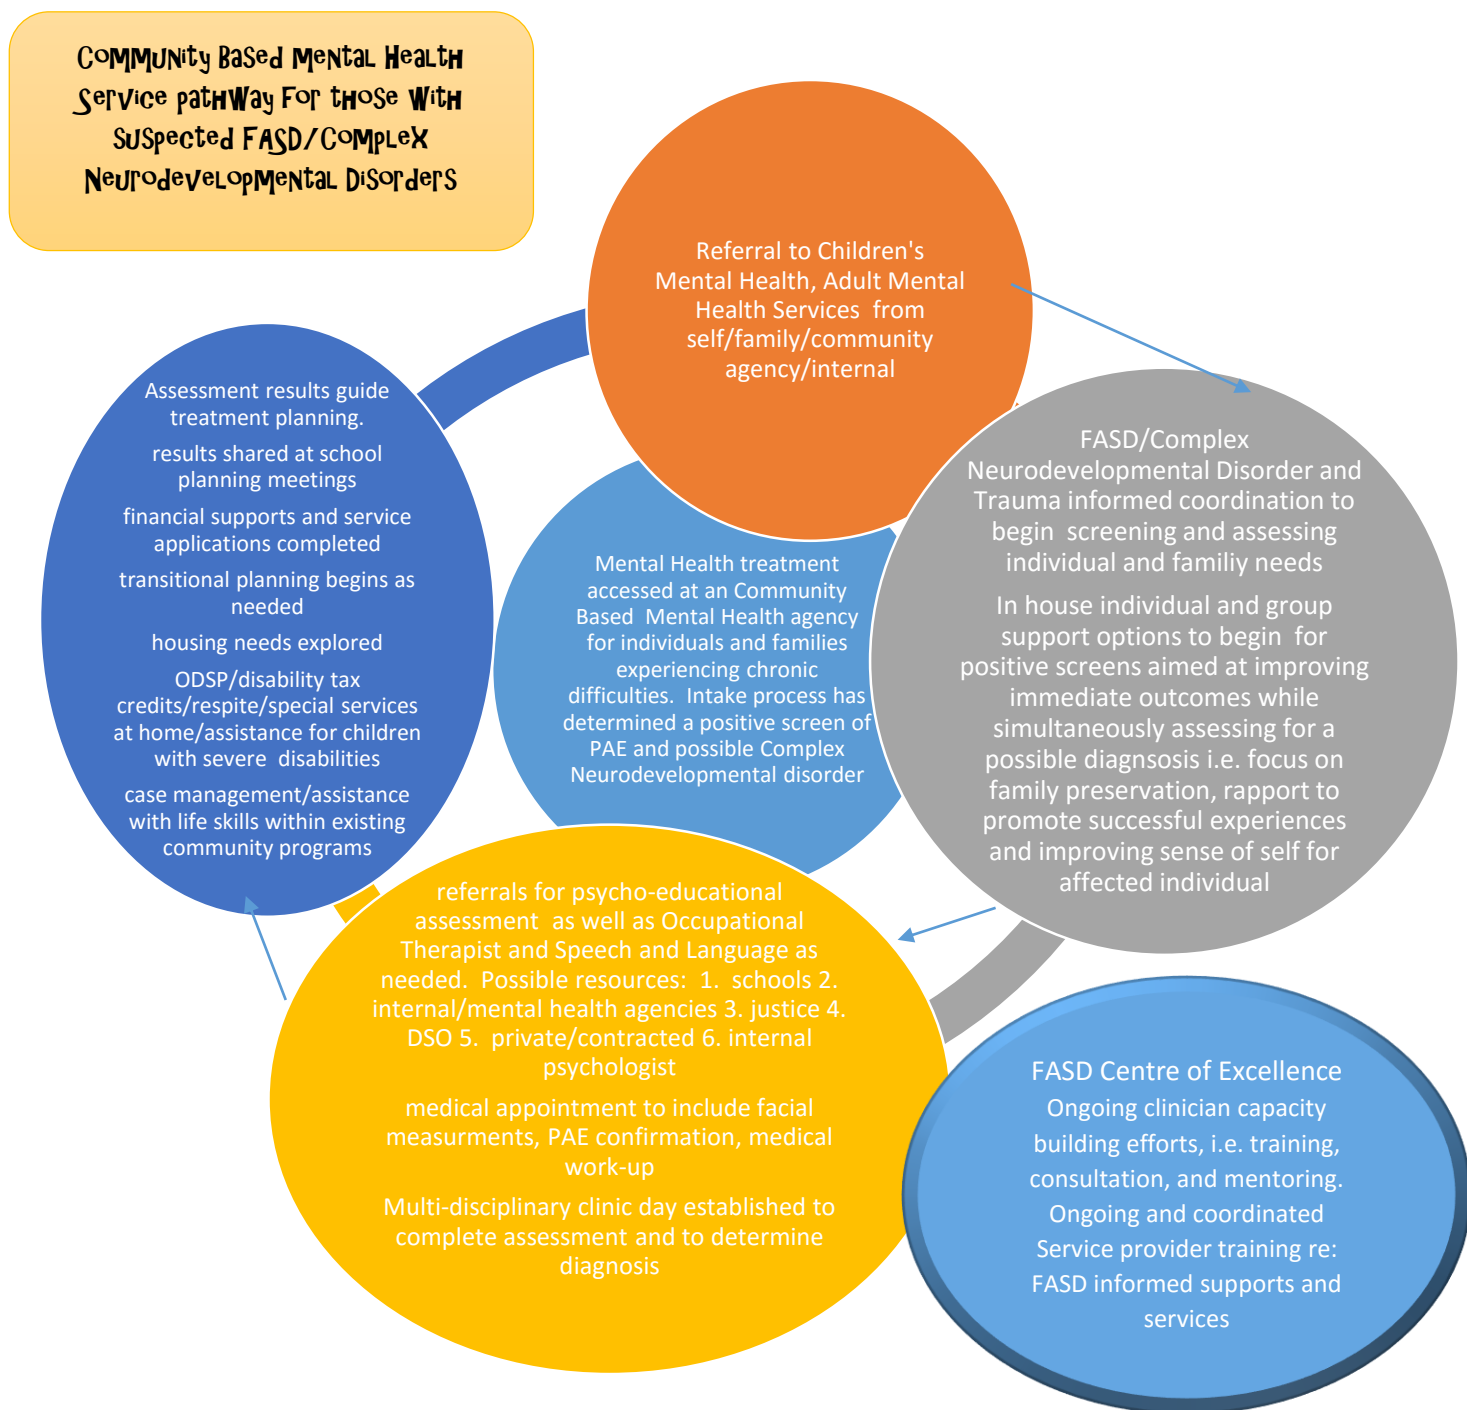 Community Based Mental Health
Service pathway For those with
suspected FASD/Complex
Neurodevelopmental Disorders
Referral to Children's
Mental Health, Adult Mental
Health Services from
self/family/community
agency/internal
FASD/Complex
Neurodevelopmental Disorder and
Trauma informed coordination to
begin screening and assessing
individual and familiy needs
In house individual and group
support options to begin for
positive screens aimed at improving
immediate outcomes while
simultaneously assessing for a
possible diagnsosis i.e. focus on
family preservation, rapport to
promote successful experiences
and improving sense of self for
affected individual
Mental Health treatment
accessed at an Community
Based Mental Health agency
for individuals and families
experiencing chronic
difficulties. Intake process has
determined a positive screen of
PAE and possible Complex
Neurodevelopmental disorder
Assessment results guide
treatment planning.
results shared at school
planning meetings
financial supports and service
applications completed
transitional planning begins as
needed
housing needs explored
ODSP/disability tax
credits/respite/special services
at home/assistance for children
with severe disabilities
case management/assistance
with life skills within existing
community programs
referrals for psycho-educational
assessment as well as Occupational
Therapist and Speech and Language as
needed. Possible resources: 1. schools 2.
internal/mental health agencies 3. justice 4.
DSO 5. private/contracted 6. internal
psychologist
medical appointment to include facial
measurments, PAE confirmation, medical
work-up
Multi-disciplinary clinic day established to
complete assessment and to determine
diagnosis
FASD Centre of Excellence
Ongoing clinician capacity
building efforts, i.e. training,
consultation, and mentoring.
Ongoing and coordinated
Service provider training re:
FASD informed supports and
services